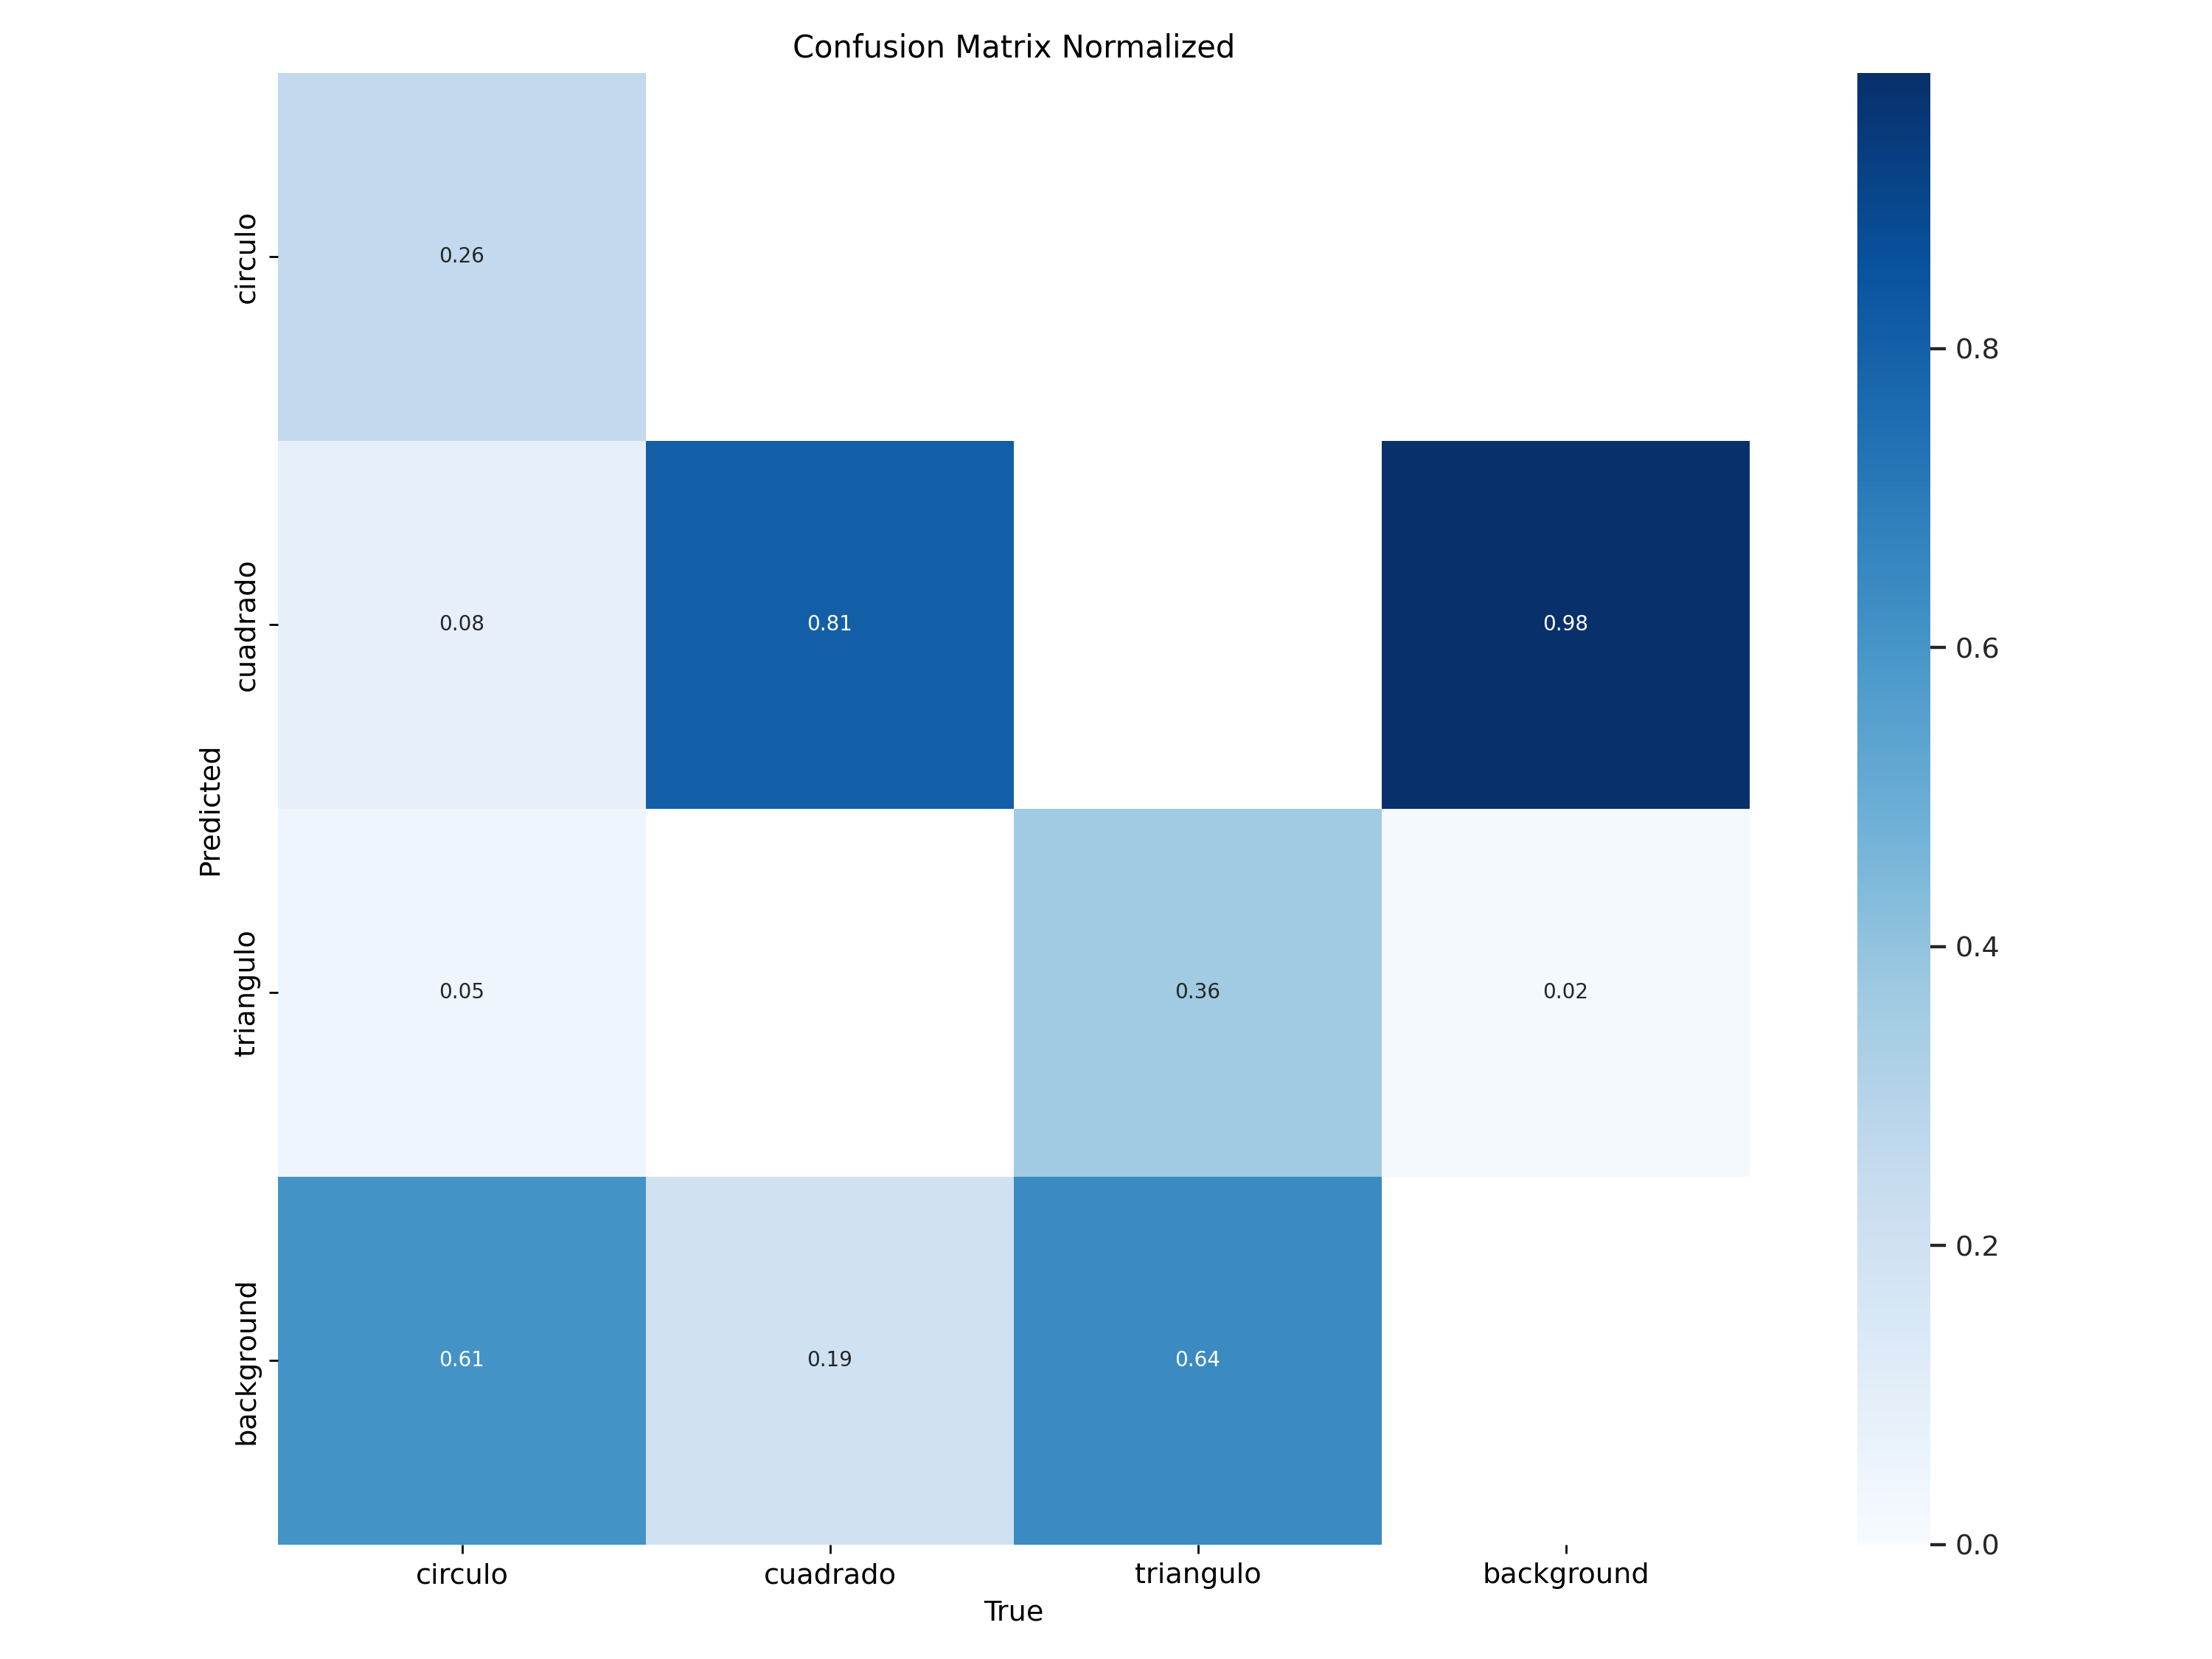 Confusion Matrix Normalized
circulo
0.26
cuadrado
0.08
0.81
0.98
triangulo
0.05
0.36
0.02
background
0.61
0.19
0.64
Predicted
circulo
cuadrado
triangulo
background
True
0.8
0.6
0.4
0.2
0.0